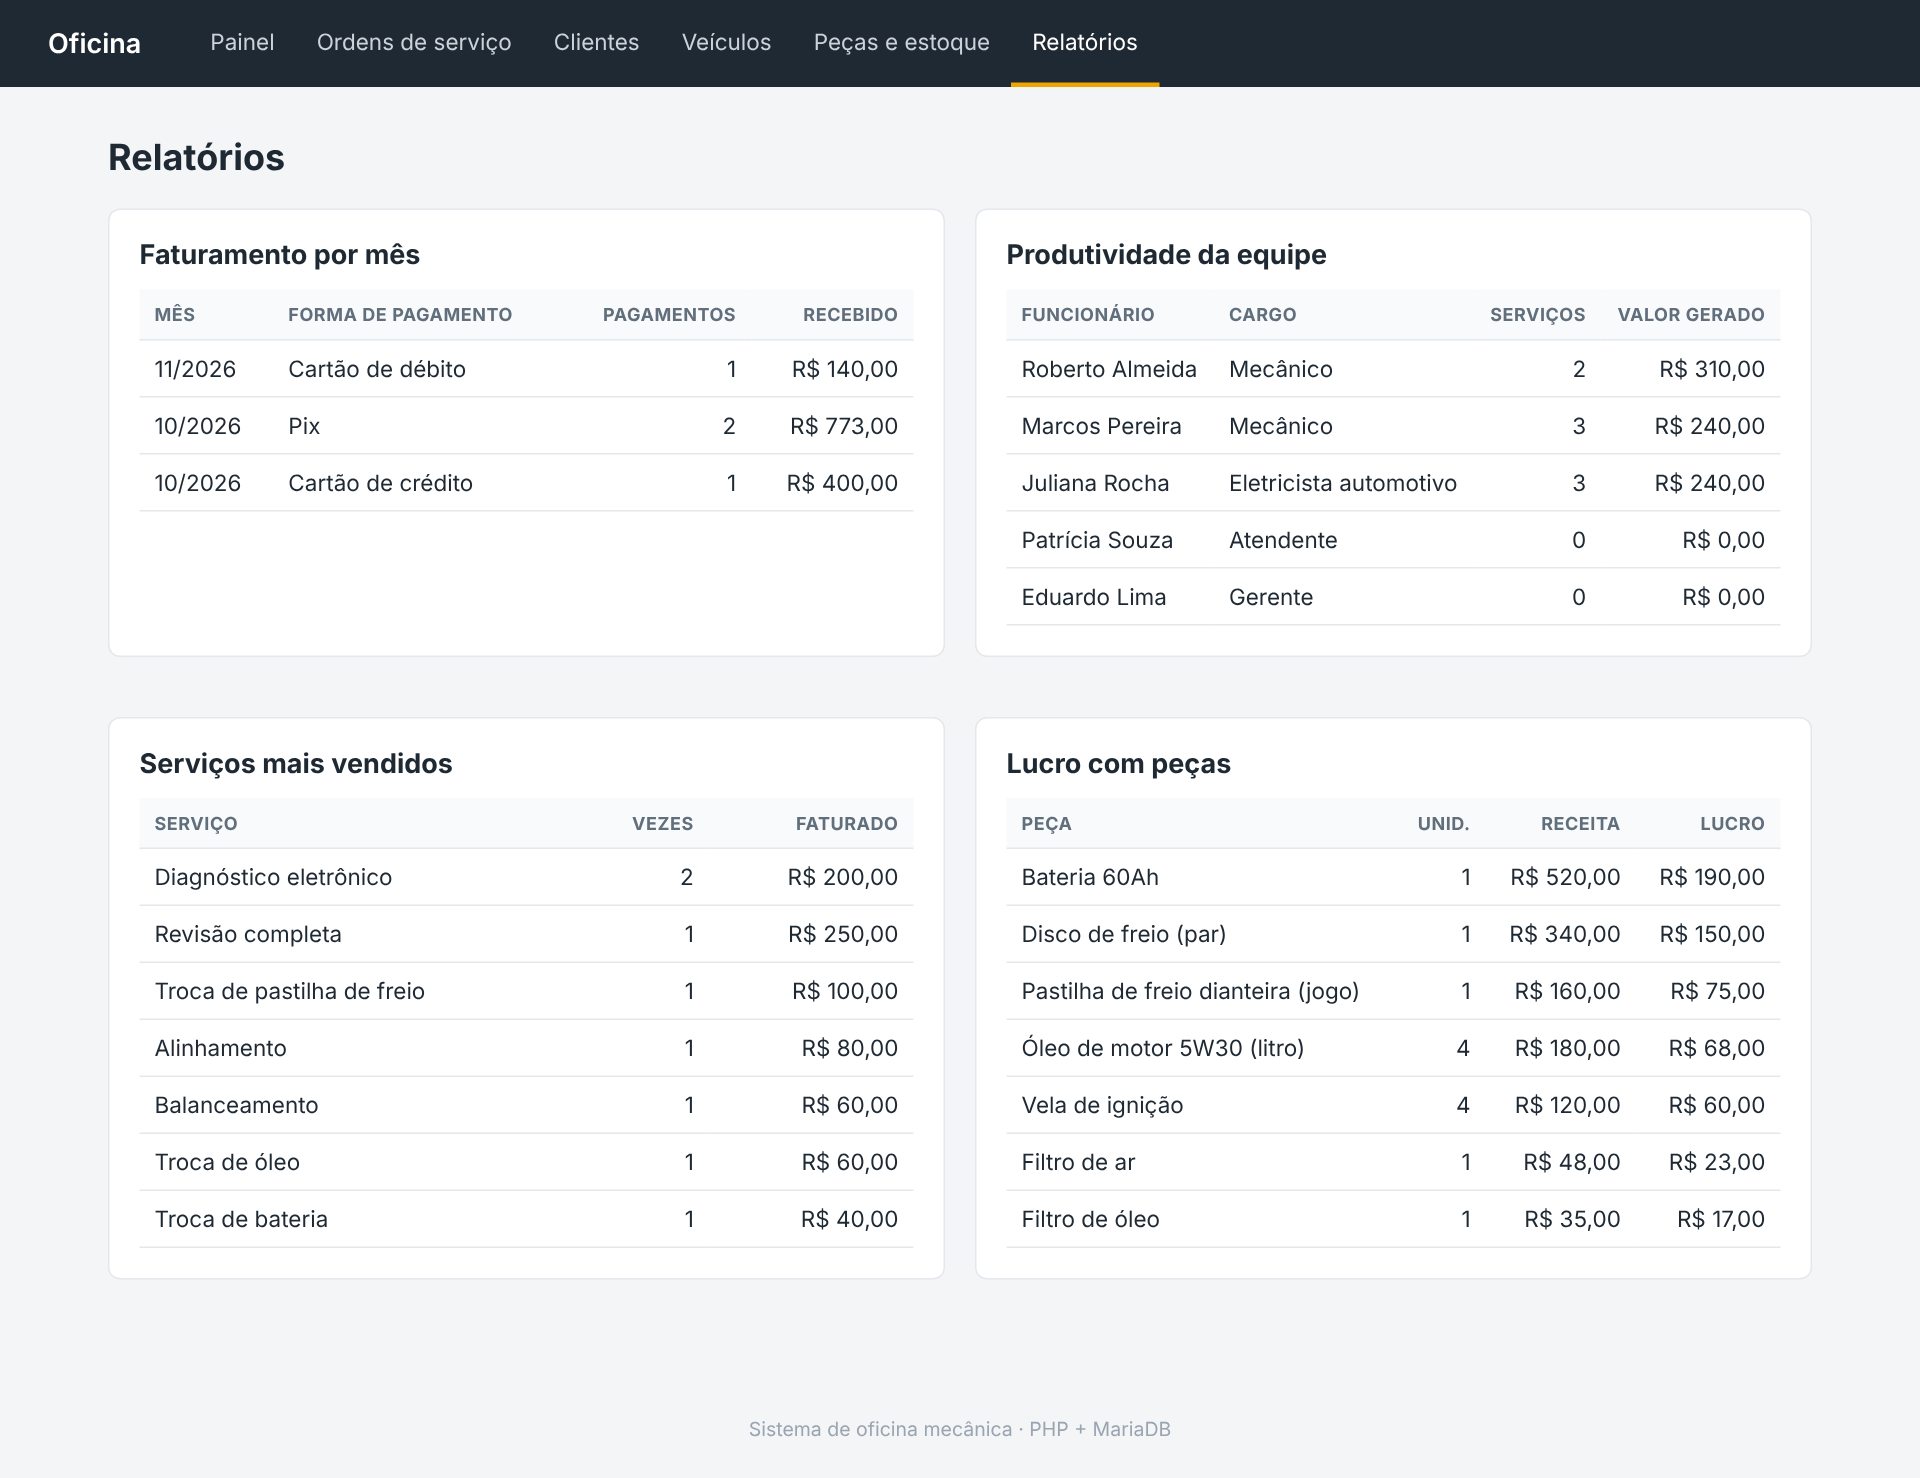 Oficina Painel Ordens de serviço Clientes Veículos Peças e estoque Relatórios
Relatórios
Faturamento por mês
MÊS FORMA DE PAGAMENTO PAGAMENTOS RECEBIDO
11/2026 Cartão de débito 1 R$ 140,00
10/2026 Pix 2 R$ 773,00
10/2026 Cartão de crédito 1 R$ 400,00
Produtividade da equipe
FUNCIONÁRIO CARGO SERVIÇOS VALOR GERADO
Roberto Almeida Mecânico 2 R$ 310,00
Marcos Pereira Mecânico 3 R$ 240,00
Juliana Rocha Eletricista automotivo 3 R$ 240,00
Patrícia Souza Atendente 0 R$ 0,00
Eduardo Lima Gerente 0 R$ 0,00
Serviços mais vendidos
SERVIÇO VEZES FATURADO
Diagnóstico eletrônico 2 R$ 200,00
Revisão completa 1 R$ 250,00
Troca de pastilha de freio 1 R$ 100,00
Alinhamento 1 R$ 80,00
Balanceamento 1 R$ 60,00
Troca de óleo 1 R$ 60,00
Troca de bateria 1 R$ 40,00
Lucro com peças
PEÇA UNID. RECEITA LUCRO
Bateria 60Ah 1 R$ 520,00 R$ 190,00
Disco de freio (par) 1 R$ 340,00 R$ 150,00
Pastilha de freio dianteira (jogo) 1 R$ 160,00 R$ 75,00
Óleo de motor 5W30 (litro) 4 R$ 180,00 R$ 68,00
Vela de ignição 4 R$ 120,00 R$ 60,00
Filtro de ar 1 R$ 48,00 R$ 23,00
Filtro de óleo 1 R$ 35,00 R$ 17,00
Sistema de oficina mecânica · PHP + MariaDB